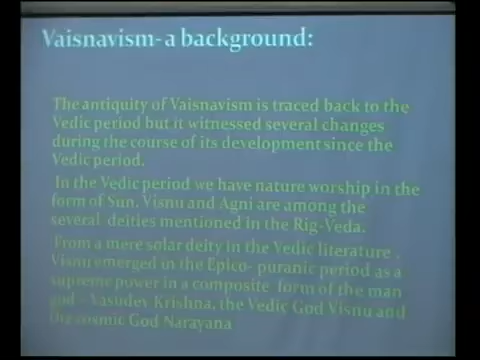 Vaisnavism- a background:
The antiquity of Vaisnavism is traced back to the
Vedic period but it witnessed several changes
during the course of its development since the
Vedic period.
In the Vedic period we have nature worship in the
form of Sun. Visnu and Agni are among the
several deities mentioned in the Rig-Veda.
From a mere solar deity in the Vedic literature ,
Visnu emerged in the Epico- puranic period as a
supreme power in a composite form of the man
god - Vasudev Krishna, the Vedic God Visnu and
the cosmic God Narayana